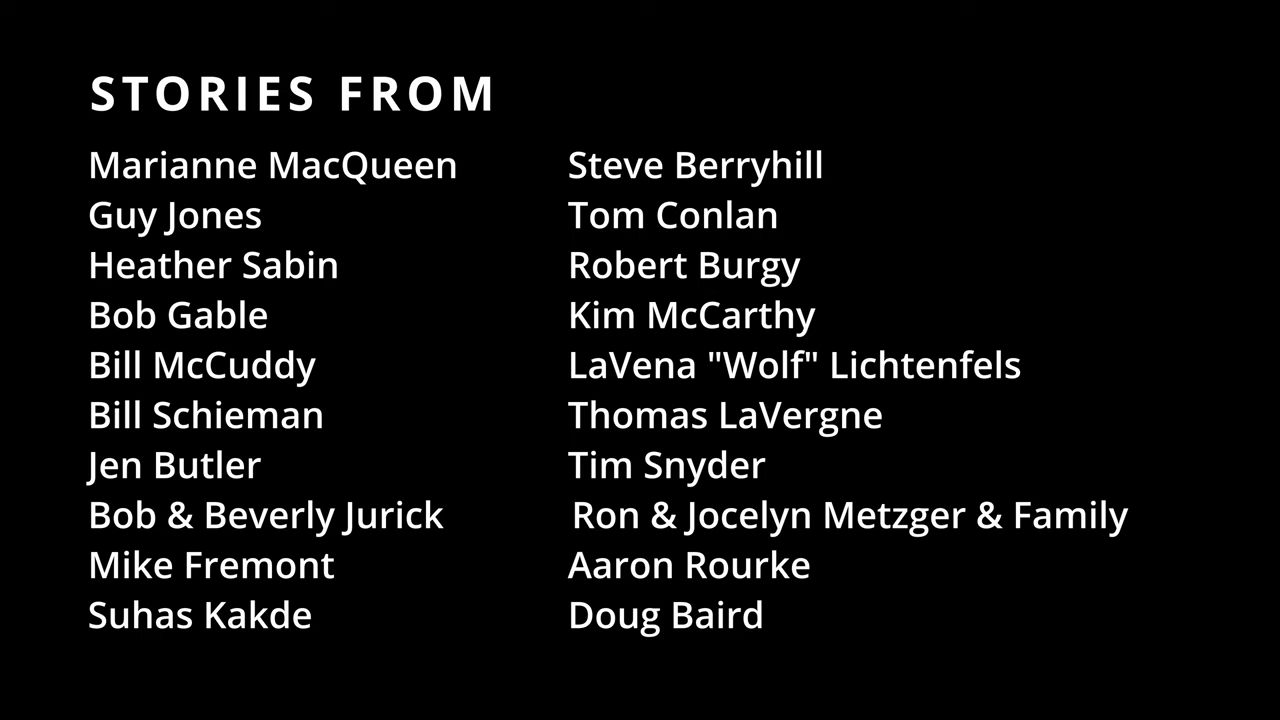 STORIES FROM
Marianne MacQueen
Guy Jones
Heather Sabin
Bob Gable
Bill McCuddy
Bill Schieman
Jen Butler
Bob & Beverly Jurick
Mike Fremont
Suhas Kakde
Steve Berryhill
Tom Conlan
Robert Burgy
Kim McCarthy
LaVena "Wolf" Lichtenfels
Thomas LaVergne
Tim Snyder
Ron & Jocelyn Metzger & Family
Aaron Rourke
Doug Baird